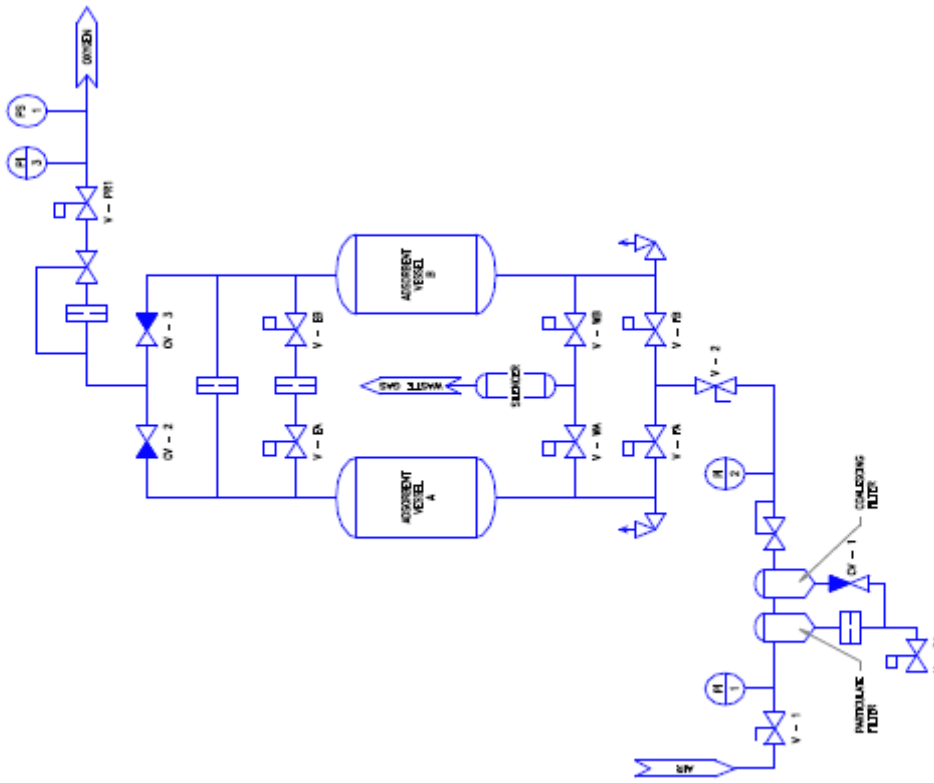 OXYGEN
PS
1
PI
3
V - PR1
CV - 3
CV - 2
V - EB
V - EA
ADSORBENT
VESSEL
B
ADSORBENT
VESSEL
A
WASTE GAS
SILENCER
V - WB
V - WA
V - FB
V - FA
V - 2
PI
2
COALESCING
FILTER
CV - 1
PI
1
V - 1
PARTICULATE
FILTER
AIR